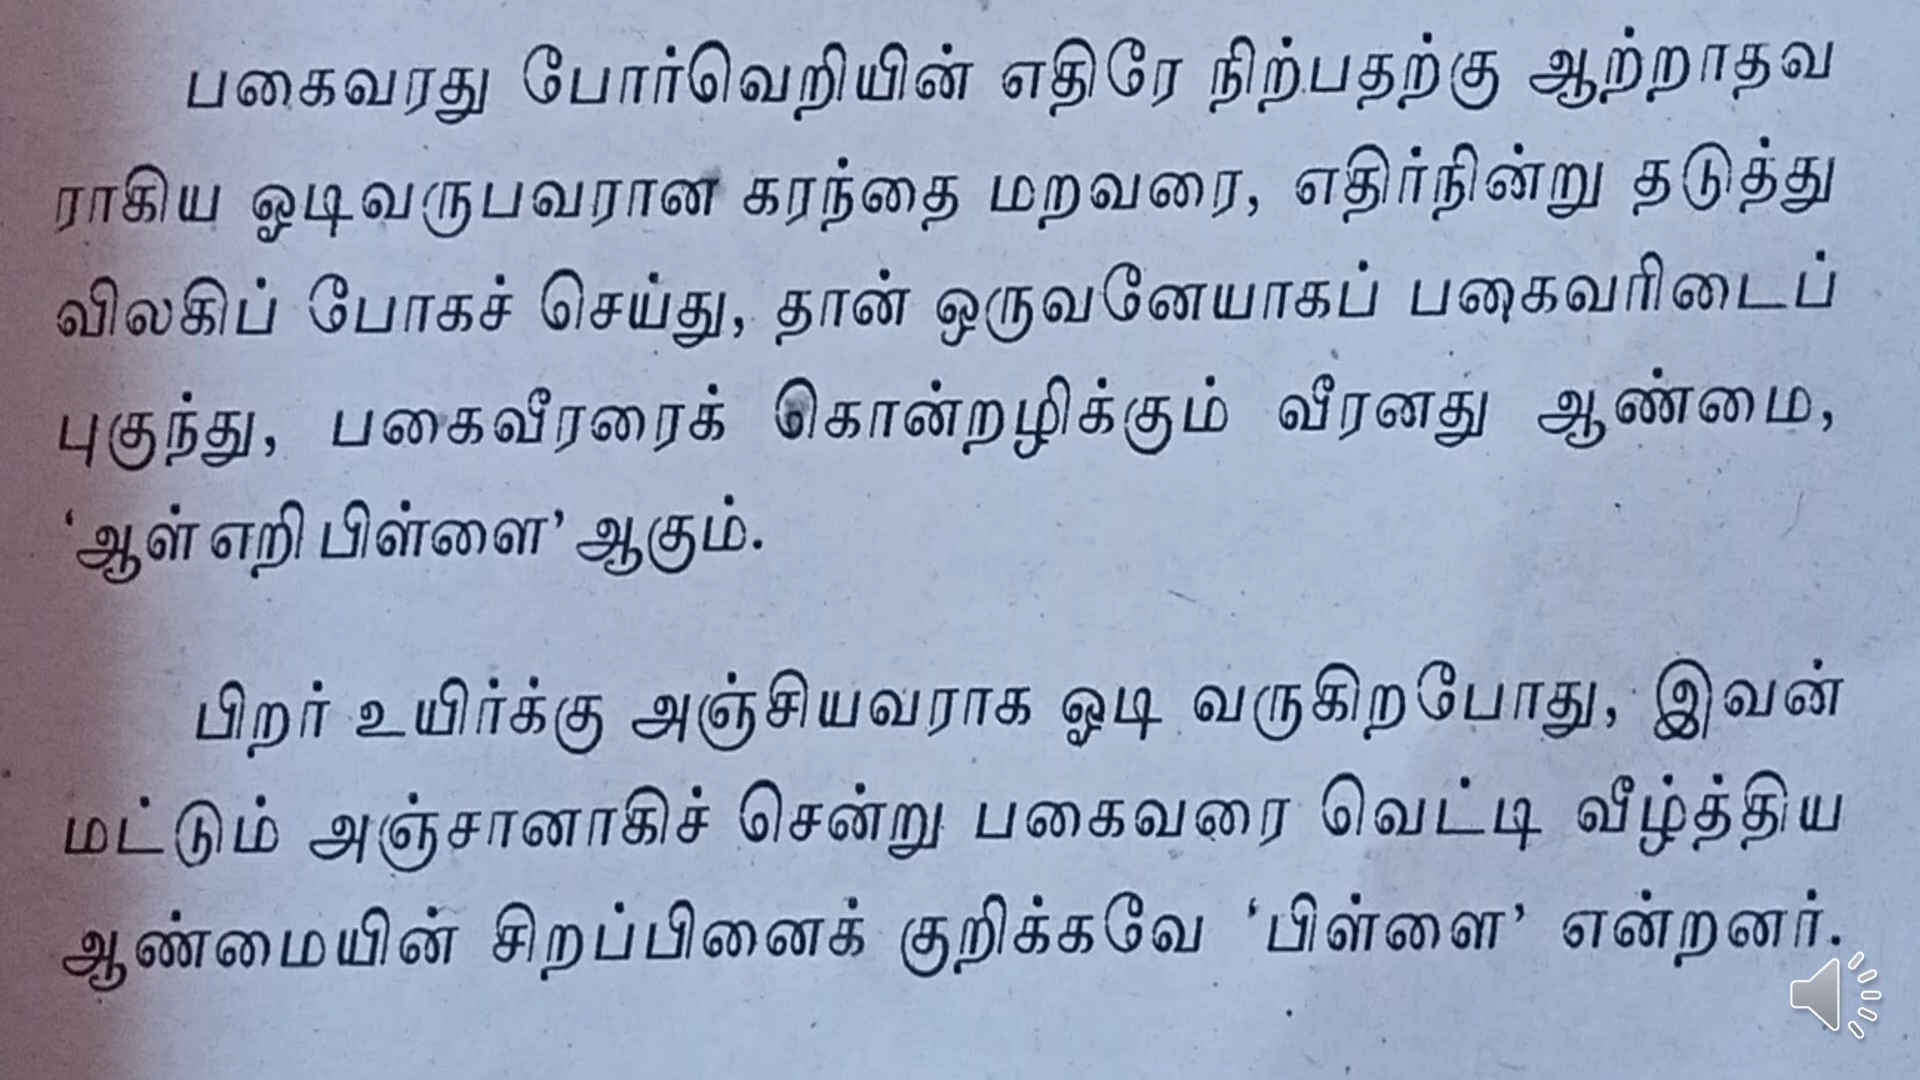 பகைவரது போர்வெறியின் எதிரே நிற்பதற்கு ஆற்றாதவ
ராகிய ஓடிவருபவரான கரந்தை மறவரை, எதிர்நின்று தடுத்து
விலகிப் போகச் செய்து, தான் ஒருவனேயாகப் பகைவரிடைப்
புகுந்து, பகைவீரரைக் கொன்றழிக்கும் வீரனது ஆண்மை,
‘ஆள் எறி பிள்ளை’ ஆகும்.
பிறர் உயிர்க்கு அஞ்சியவராக ஓடி வருகிறபோது, இவன்
மட்டும் அஞ்சானாகிச் சென்று பகைவரை வெட்டி வீழ்த்திய
ஆண்மையின் சிறப்பினைக் குறிக்கவே ‘பிள்ளை’ என்றனர்.